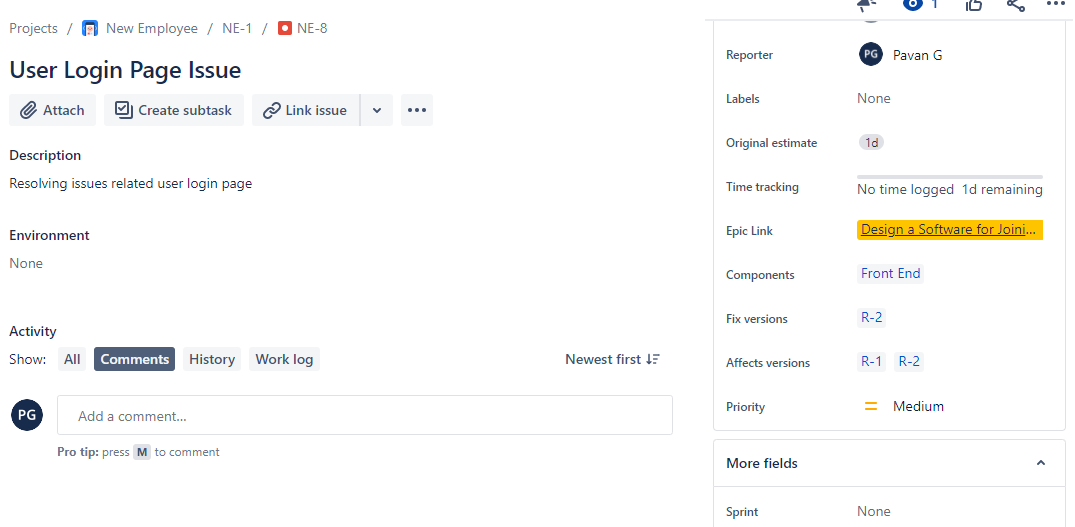 1
Projects / New Employee / NE-1 / NE-8
User Login Page Issue
Attach Create subtask Link issue
Description
Resolving issues related user login page
Environment
None
Activity
Show: All Comments History Work log Newest first
PG Add a comment...
Pro tip: press M to comment
Reporter PG Pavan G
Labels None
Original estimate 1d
Time tracking No time logged 1d remaining
Epic Link Design a Software for Joini...
Components Front End
Fix versions R-2
Affects versions R-1 R-2
Priority Medium
More fields
Sprint None